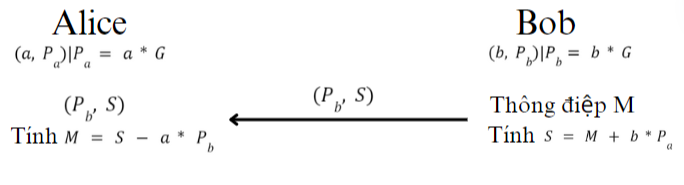 Alice
(a, P_a)|P_a = a * G
(P_b, S)
Tính M = S − a * P_b
(P_b, S)
Bob
(b, P_b)|P_b = b * G
Thông điệp M
Tính S = M + b * P_a